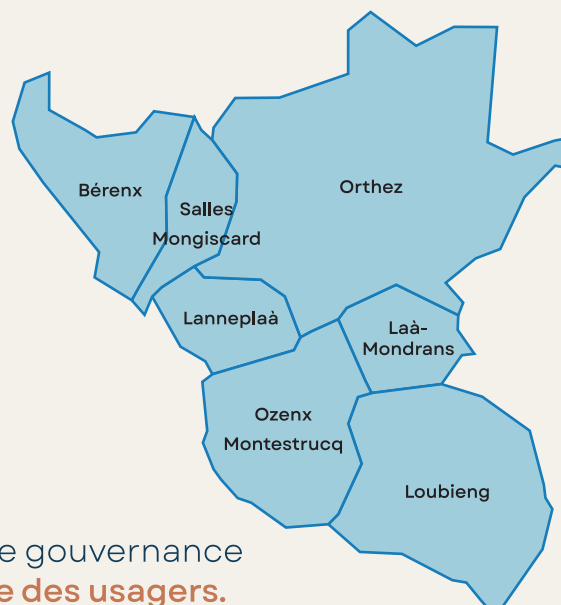 Orthez
Bérenx
Salles
Mongiscard
Lanneplaà
Laà-
Mondrans
Ozenx
Montestrucq
Loubieng
e gouvernance
e des usagers.